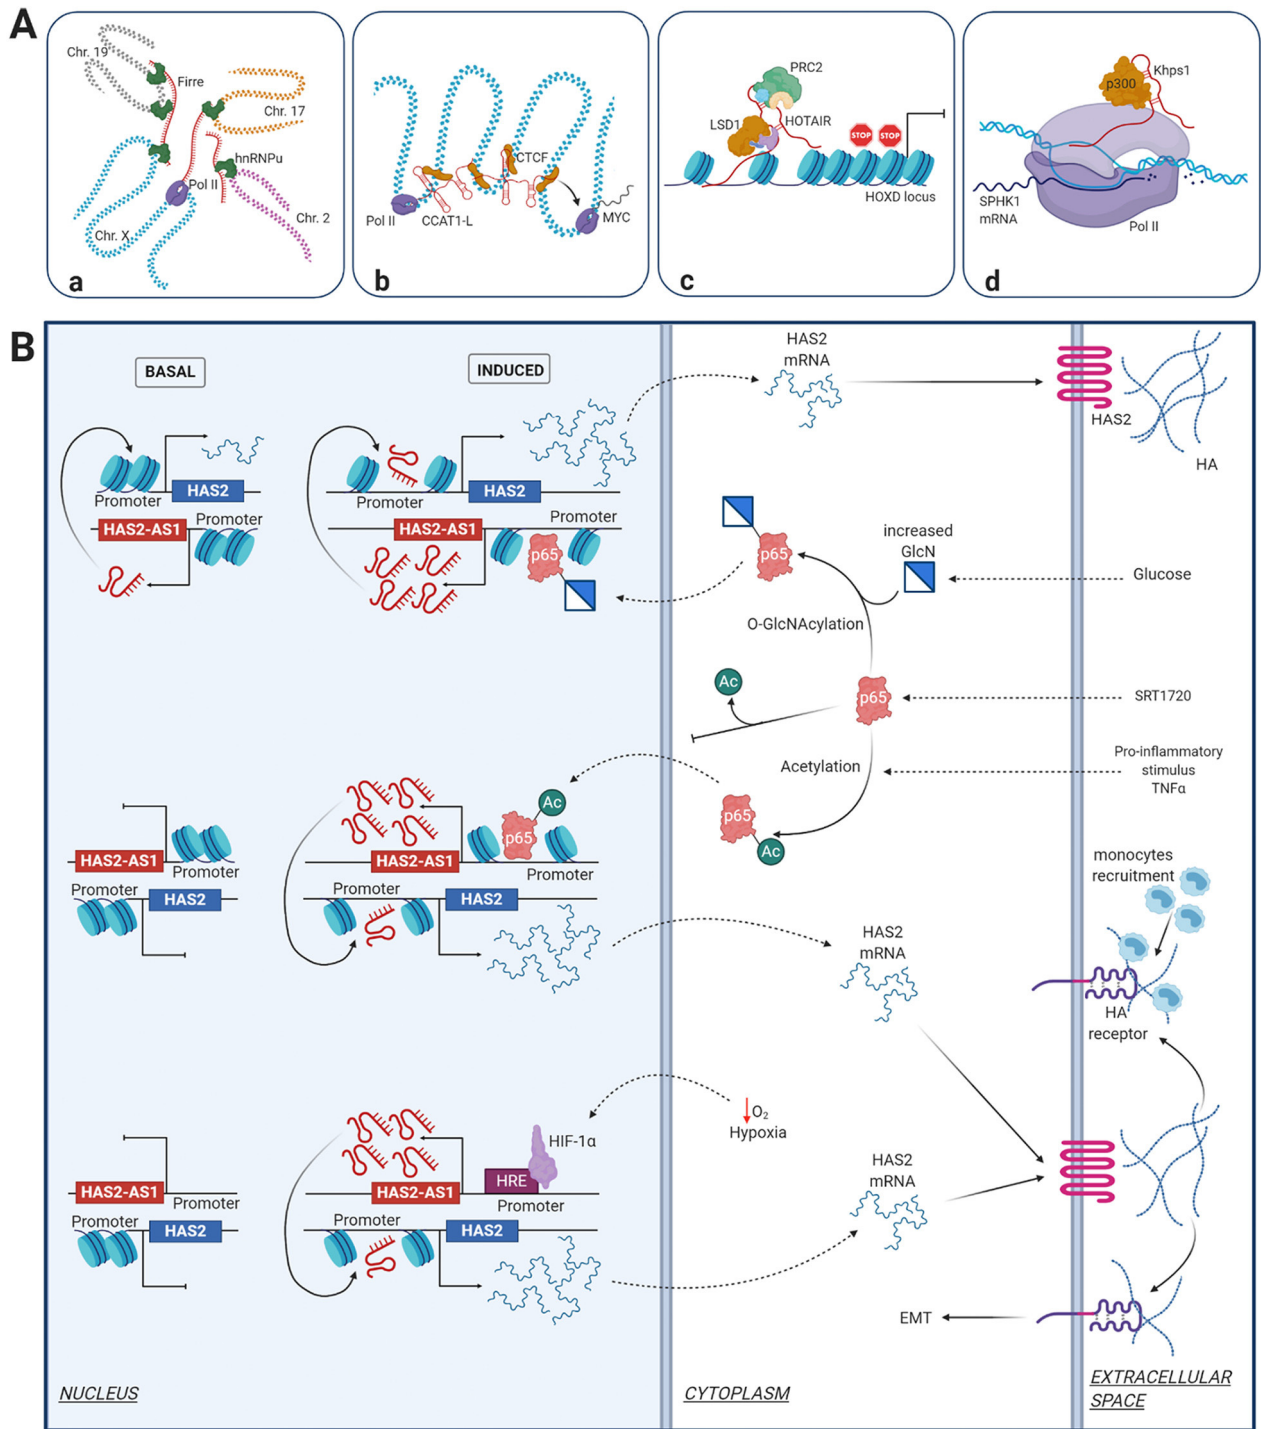 A
Chr. 19
Firre
Chr. 17
hnRNPu
Pol II
Chr. X
Chr. 2
a
CTCF
Pol II
CCAT1-L
MYC
b
PRC2
LSD1
HOTAIR
STOP STOP
HOXD locus
c
p300
Khps1
SPHK1
mRNA
Pol II
d
B
BASAL
INDUCED
HAS2
mRNA
HAS2
HA
Promoter
HAS2
HAS2-AS1
Promoter
Promoter
HAS2
HAS2-AS1
Promoter
p65
p65
increased
GlcN
Glucose
O-GlcNAcylation
Ac
p65
SRT1720
Acetylation
Pro-inflammatory
stimulus
TNFα
p65
Ac
HAS2-AS1
Promoter
Promoter
HAS2
Ac
p65
HAS2-AS1
Promoter
Promoter
HAS2
HAS2
mRNA
monocytes
recruitment
HA
receptor
O2
Hypoxia
HAS2-AS1
Promoter
Promoter
HAS2
HIF-1α
HRE
HAS2-AS1
Promoter
Promoter
HAS2
HAS2
mRNA
EMT
NUCLEUS
CYTOPLASM
EXTRACELLULAR
SPACE